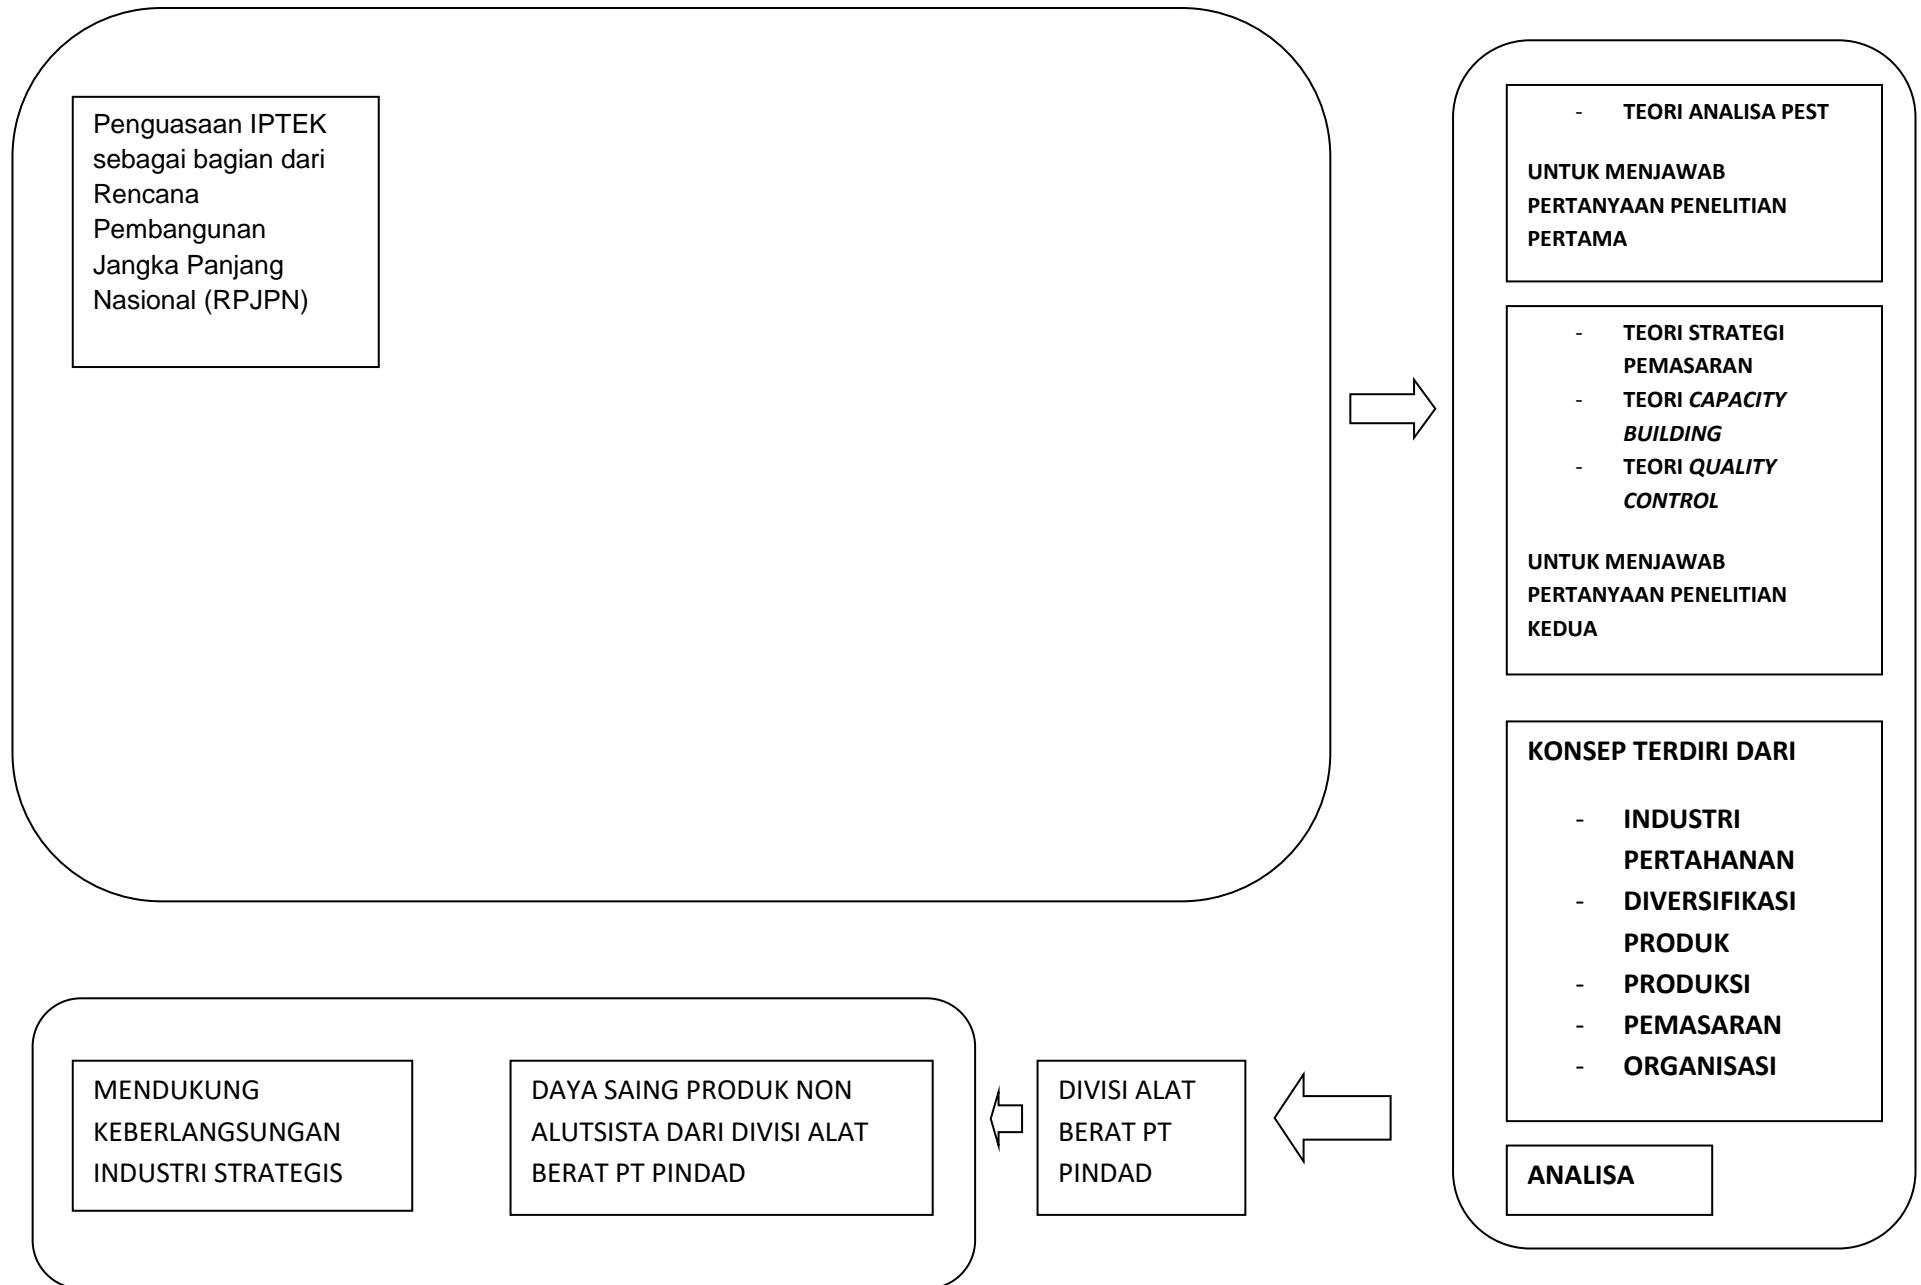 Penguasaan IPTEK
sebagai bagian dari
Rencana
Pembangunan
Jangka Panjang
Nasional (RPJPN)
- TEORI ANALISA PEST
UNTUK MENJAWAB
PERTANYAAN PENELITIAN
PERTAMA
- TEORI STRATEGI
PEMASARAN
- TEORI CAPACITY
BUILDING
- TEORI QUALITY
CONTROL
UNTUK MENJAWAB
PERTANYAAN PENELITIAN
KEDUA
KONSEP TERDIRI DARI
- INDUSTRI
PERTAHANAN
- DIVERSIFIKASI
PRODUK
- PRODUKSI
- PEMASARAN
- ORGANISASI
ANALISA
DIVISI ALAT
BERAT PT
PINDAD
DAYA SAING PRODUK NON
ALUTSISTA DARI DIVISI ALAT
BERAT PT PINDAD
MENDUKUNG
KEBERLANGSUNGAN
INDUSTRI STRATEGIS